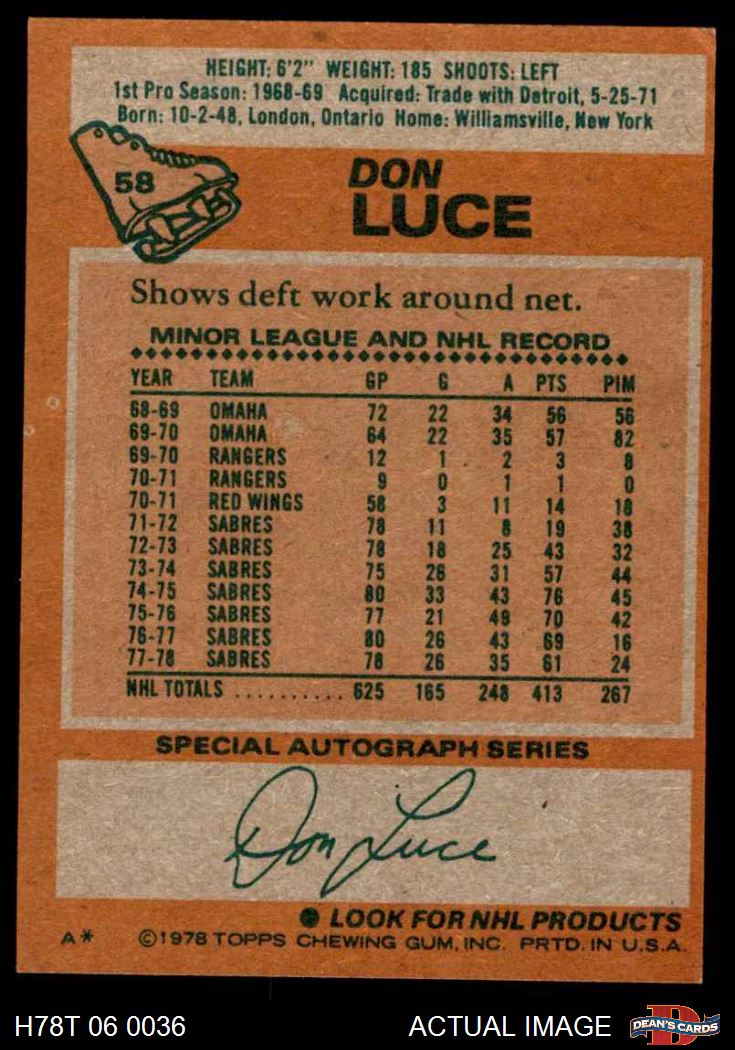 HEIGHT: 6'2" WEIGHT: 185 SHOOTS: LEFT
1st Pro Season: 1968-69 Acquired: Trade with Detroit, 5-25-71
Born: 10-2-48, London, Ontario Home: Williamsville, New York
58
DON
LUCE
Shows deft work around net.
MINOR LEAGUE AND NHL RECORD
YEAR TEAM GP G A PTS PIM
68-69 OMAHA 72 22 34 56 56
69-70 OMAHA 64 22 35 57 82
69-70 RANGERS 12 1 2 3 8
70-71 RANGERS 9 0 1 1 0
70-71 RED WINGS 58 3 11 14 18
71-72 SABRES 78 11 8 19 38
72-73 SABRES 78 18 25 43 32
73-74 SABRES 75 26 31 57 44
74-75 SABRES 80 33 43 76 45
75-76 SABRES 77 21 49 70 42
76-77 SABRES 80 26 43 69 16
77-78 SABRES 78 26 35 61 24
NHL TOTALS .......... 625 165 248 413 267
SPECIAL AUTOGRAPH SERIES
Don Luce
LOOK FOR NHL PRODUCTS
A* ©1978 TOPPS CHEWING GUM, INC. PRTD. IN U.S.A.
H78T 06 0036 ACTUAL IMAGE DEAN'S CARDS